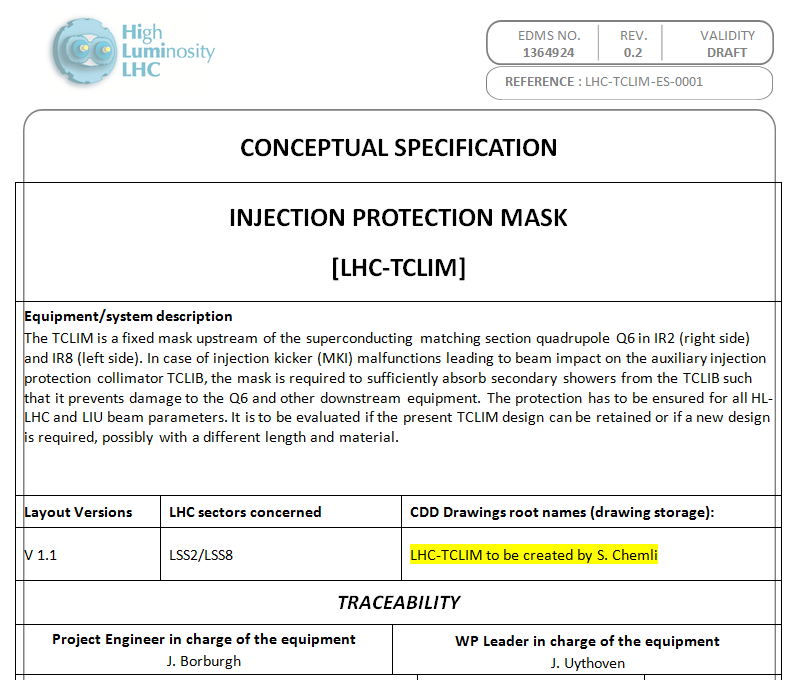 High
Luminosity
LHC
EDMS NO. REV. VALIDITY
1364924 0.2 DRAFT
REFERENCE : LHC-TCLIM-ES-0001
CONCEPTUAL SPECIFICATION
INJECTION PROTECTION MASK
[LHC-TCLIM]
Equipment/system description
The TCLIM is a fixed mask upstream of the superconducting matching section quadrupole Q6 in IR2 (right side)
and IR8 (left side). In case of injection kicker (MKI) malfunctions leading to beam impact on the auxiliary injection
protection collimator TCLIB, the mask is required to sufficiently absorb secondary showers from the TCLIB such
that it prevents damage to the Q6 and other downstream equipment. The protection has to be ensured for all HL-
LHC and LIU beam parameters. It is to be evaluated if the present TCLIM design can be retained or if a new design
is required, possibly with a different length and material.
Layout Versions LHC sectors concerned CDD Drawings root names (drawing storage):
V 1.1 LSS2/LSS8 LHC-TCLIM to be created by S. Chemli
TRACEABILITY
Project Engineer in charge of the equipment WP Leader in charge of the equipment
J. Borburgh J. Uythoven